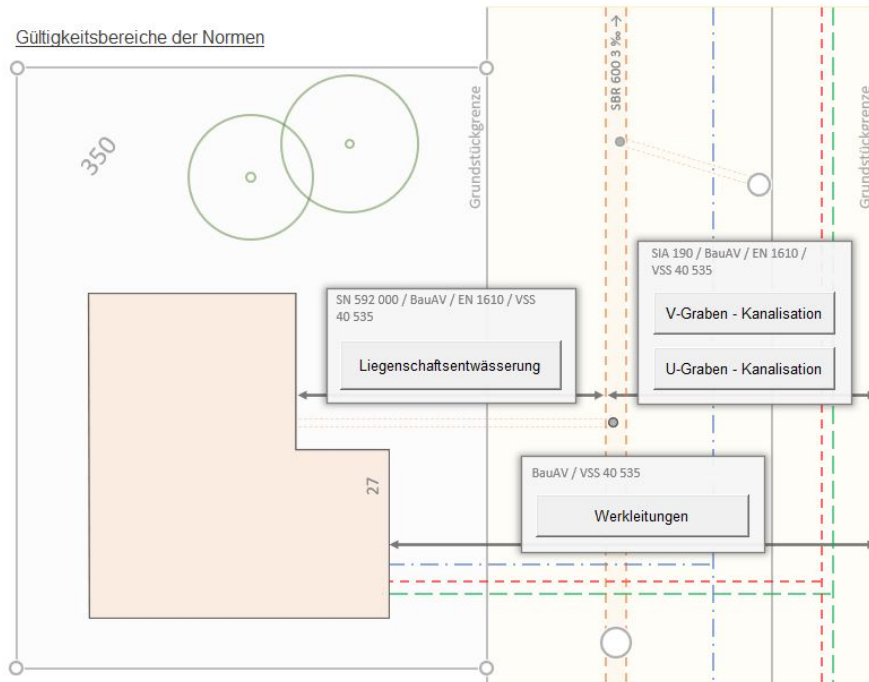 Gültigkeitsbereiche der Normen
SBR 600 3 ‰ →
Grundstückgrenze
Grundstückgrenze
350
SIA 190 / BauAV / EN 1610 /
VSS 40 535
V-Graben - Kanalisation
U-Graben - Kanalisation
SN 592 000 / BauAV / EN 1610 / VSS
40 535
Liegenschaftsentwässerung
27
BauAV / VSS 40 535
Werkleitungen